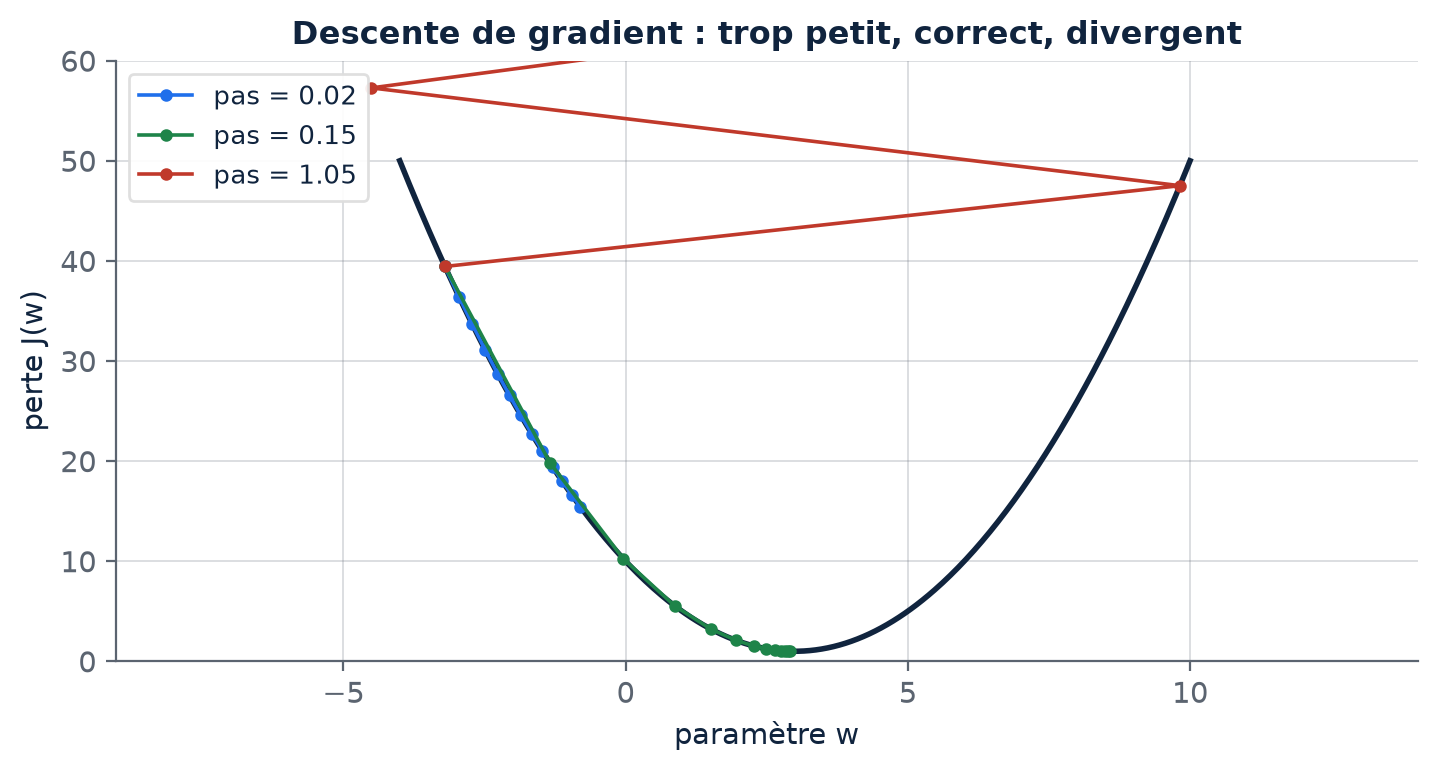 Descente de gradient : trop petit, correct, divergent
60
50
40
30
20
10
0
perte J(w)
pas = 0.02
pas = 0.15
pas = 1.05
−5
0
5
10
paramètre w